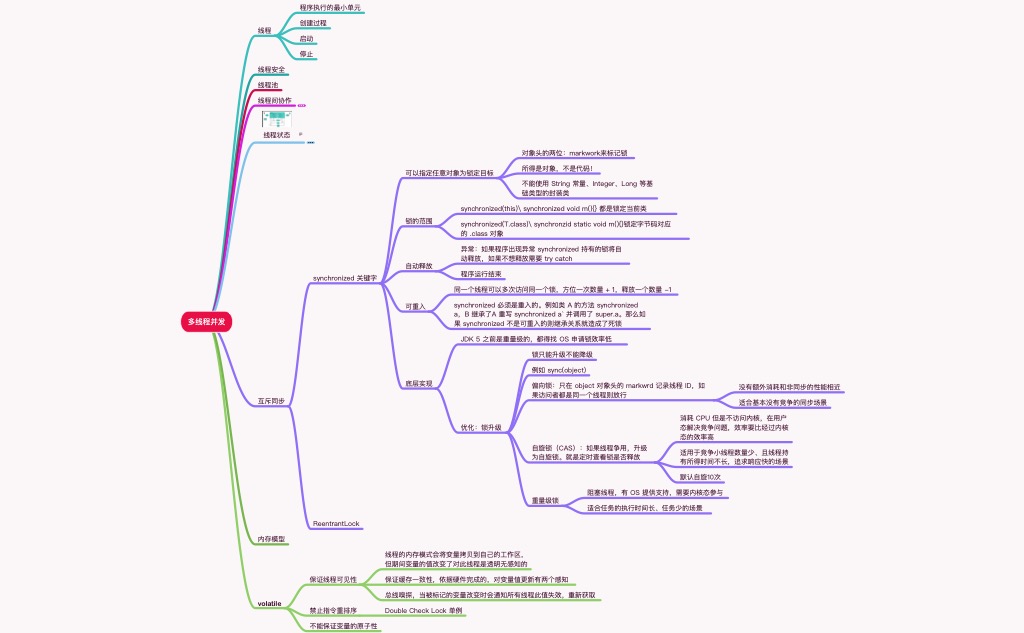 程序执行的最小单元
创建过程
线程
启动
停止
线程安全
线程池
线程间协作
线程状态
对象头的两位：markwork来标记锁
所得是对象，不是代码！
可以指定任意对象为锁定目标
不能使用 String 常量、Integer、Long 等基
础类型的封装类
synchronized(this)\ synchronized void m(){} 都是锁定当前类
锁的范围
synchronized(T.class)\ synchronzid static void m(){}锁定字节码对应
的 .class 对象
异常：如果程序出现异常 synchronized 持有的锁将自
动释放，如果不想释放需要 try catch
自动释放
程序运行结束
synchronized 关键字
同一个线程可以多次访问同一个锁，方位一次数量 + 1，释放一个数量 -1
可重入
synchronized 必须是重入的。例如类 A 的方法 synchronized
a。B 继承了A 重写 synchronized a` 并调用了 super.a。那么如
果 synchronized 不是可重入的则继承关系就造成了死锁
多线程并发
JDK 5 之前是重量级的，都得找 OS 申请锁效率低
底层实现
锁只能升级不能降级
例如 sync(object)
偏向锁：只在 object 对象头的 markwrd 记录线程 ID，如
果访问者都是同一个线程则放行
没有额外消耗和非同步的性能相近
适合基本没有竞争的同步场景
互斥同步
优化：锁升级
消耗 CPU 但是不访问内核，在用户
态解决竞争问题，效率要比经过内核
态的效率高
自旋锁（CAS）：如果线程争用，升级
为自旋锁。就是定时查看锁是否释放
适用于竞争小线程数量少、且线程持
有所得时间不长，追求响应快的场景
默认自旋10次
重量级锁
阻塞线程，有 OS 提供支持，需要内核态参与
适合任务的执行时间长、任务少的场景
ReentrantLock
内存模型
线程的内存模式会将变量拷贝到自己的工作区，
但期间变量的值改变了对此线程是透明无感知的
保证线程可见性
保证缓存一致性，依据硬件完成的，对变量值更新有两个感知
总线嗅探，当被标记的变量改变时会通知所有线程此值失效，重新获取
volatile
禁止指令重排序
Double Check Lock 单例
不能保证变量的原子性